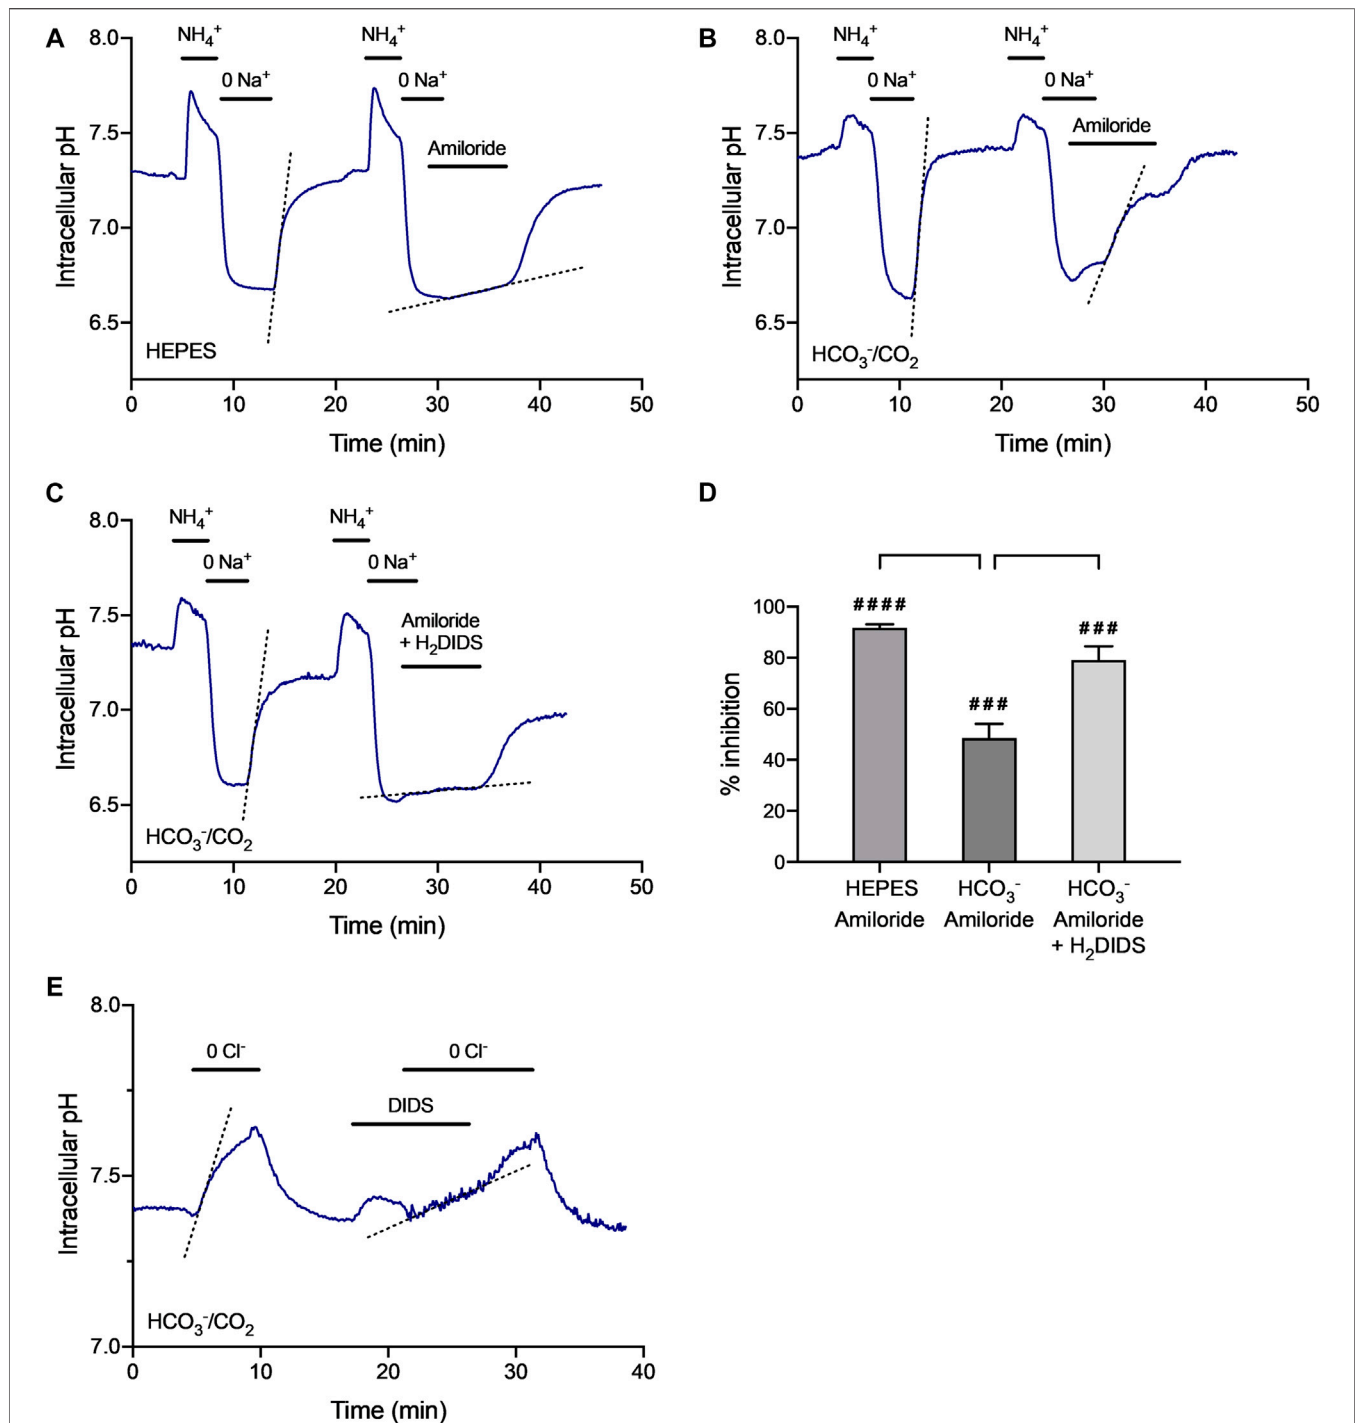 A
8.0
7.5
7.0
6.5
Intracellular pH
NH₄⁺
0 Na⁺
NH₄⁺
0 Na⁺
Amiloride
HEPES
0 10 20 30 40 50
Time (min)
B
8.0
7.5
7.0
6.5
Intracellular pH
NH₄⁺
0 Na⁺
NH₄⁺
0 Na⁺
Amiloride
HCO₃⁻/CO₂
0 10 20 30 40 50
Time (min)
C
8.0
7.5
7.0
6.5
Intracellular pH
NH₄⁺
0 Na⁺
NH₄⁺
0 Na⁺
Amiloride
+ H₂DIDS
HCO₃⁻/CO₂
0 10 20 30 40 50
Time (min)
D
100
80
60
40
20
0
% inhibition
####
###
###
HEPES
Amiloride
HCO₃⁻
Amiloride
HCO₃⁻
Amiloride
+ H₂DIDS
E
8.0
7.5
7.0
Intracellular pH
0 Cl⁻
0 Cl⁻
DIDS
HCO₃⁻/CO₂
0 10 20 30 40
Time (min)